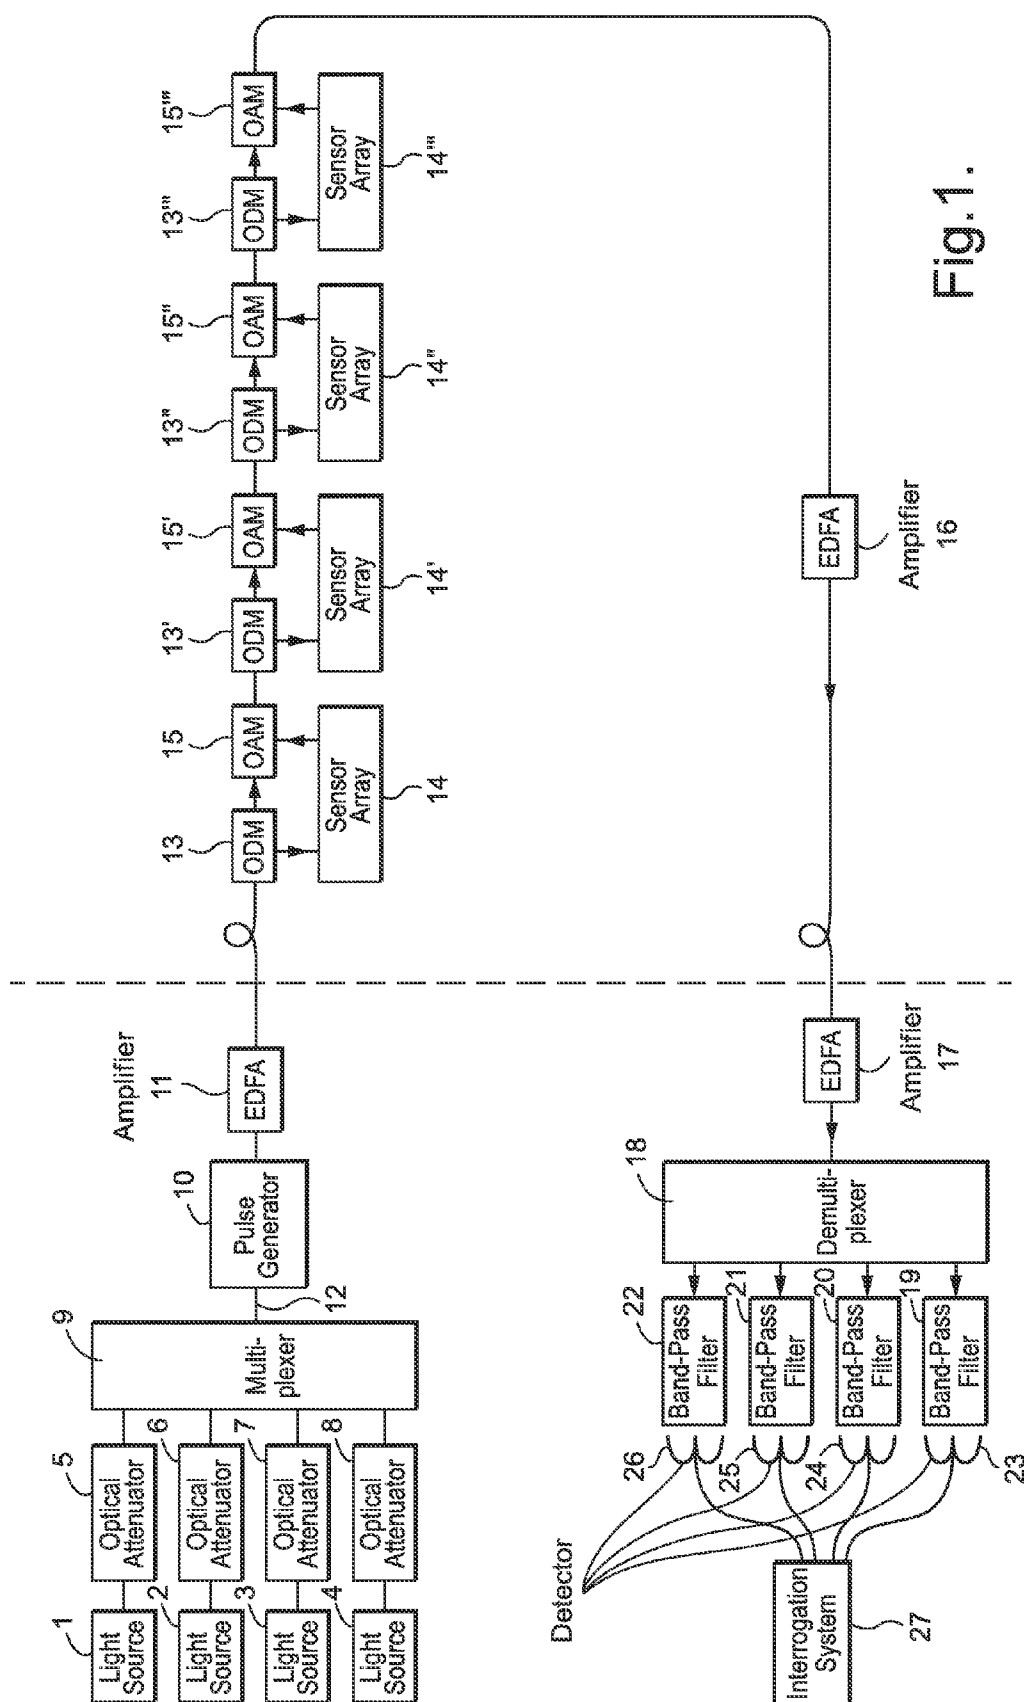 1
Light
Source
2
Light
Source
3
Light
Source
4
Light
Source
5
Optical
Attenuator
6
Optical
Attenuator
7
Optical
Attenuator
8
Optical
Attenuator
9
Multi-
plexer
12
10
Pulse
Generator
Amplifier
11
EDFA
13
ODM
15
OAM
Sensor
Array
14
13'
ODM
15'
OAM
Sensor
Array
14'
13"
ODM
15"
OAM
Sensor
Array
14"
13'''
ODM
15'''
OAM
Sensor
Array
14'''
EDFA
Amplifier
16
EDFA
Amplifier
17
18
Demulti-
plexer
22
Band-Pass
Filter
21
Band-Pass
Filter
20
Band-Pass
Filter
19
Band-Pass
Filter
26
25
24
23
Detector
Interrogation
System
27
Fig.1.